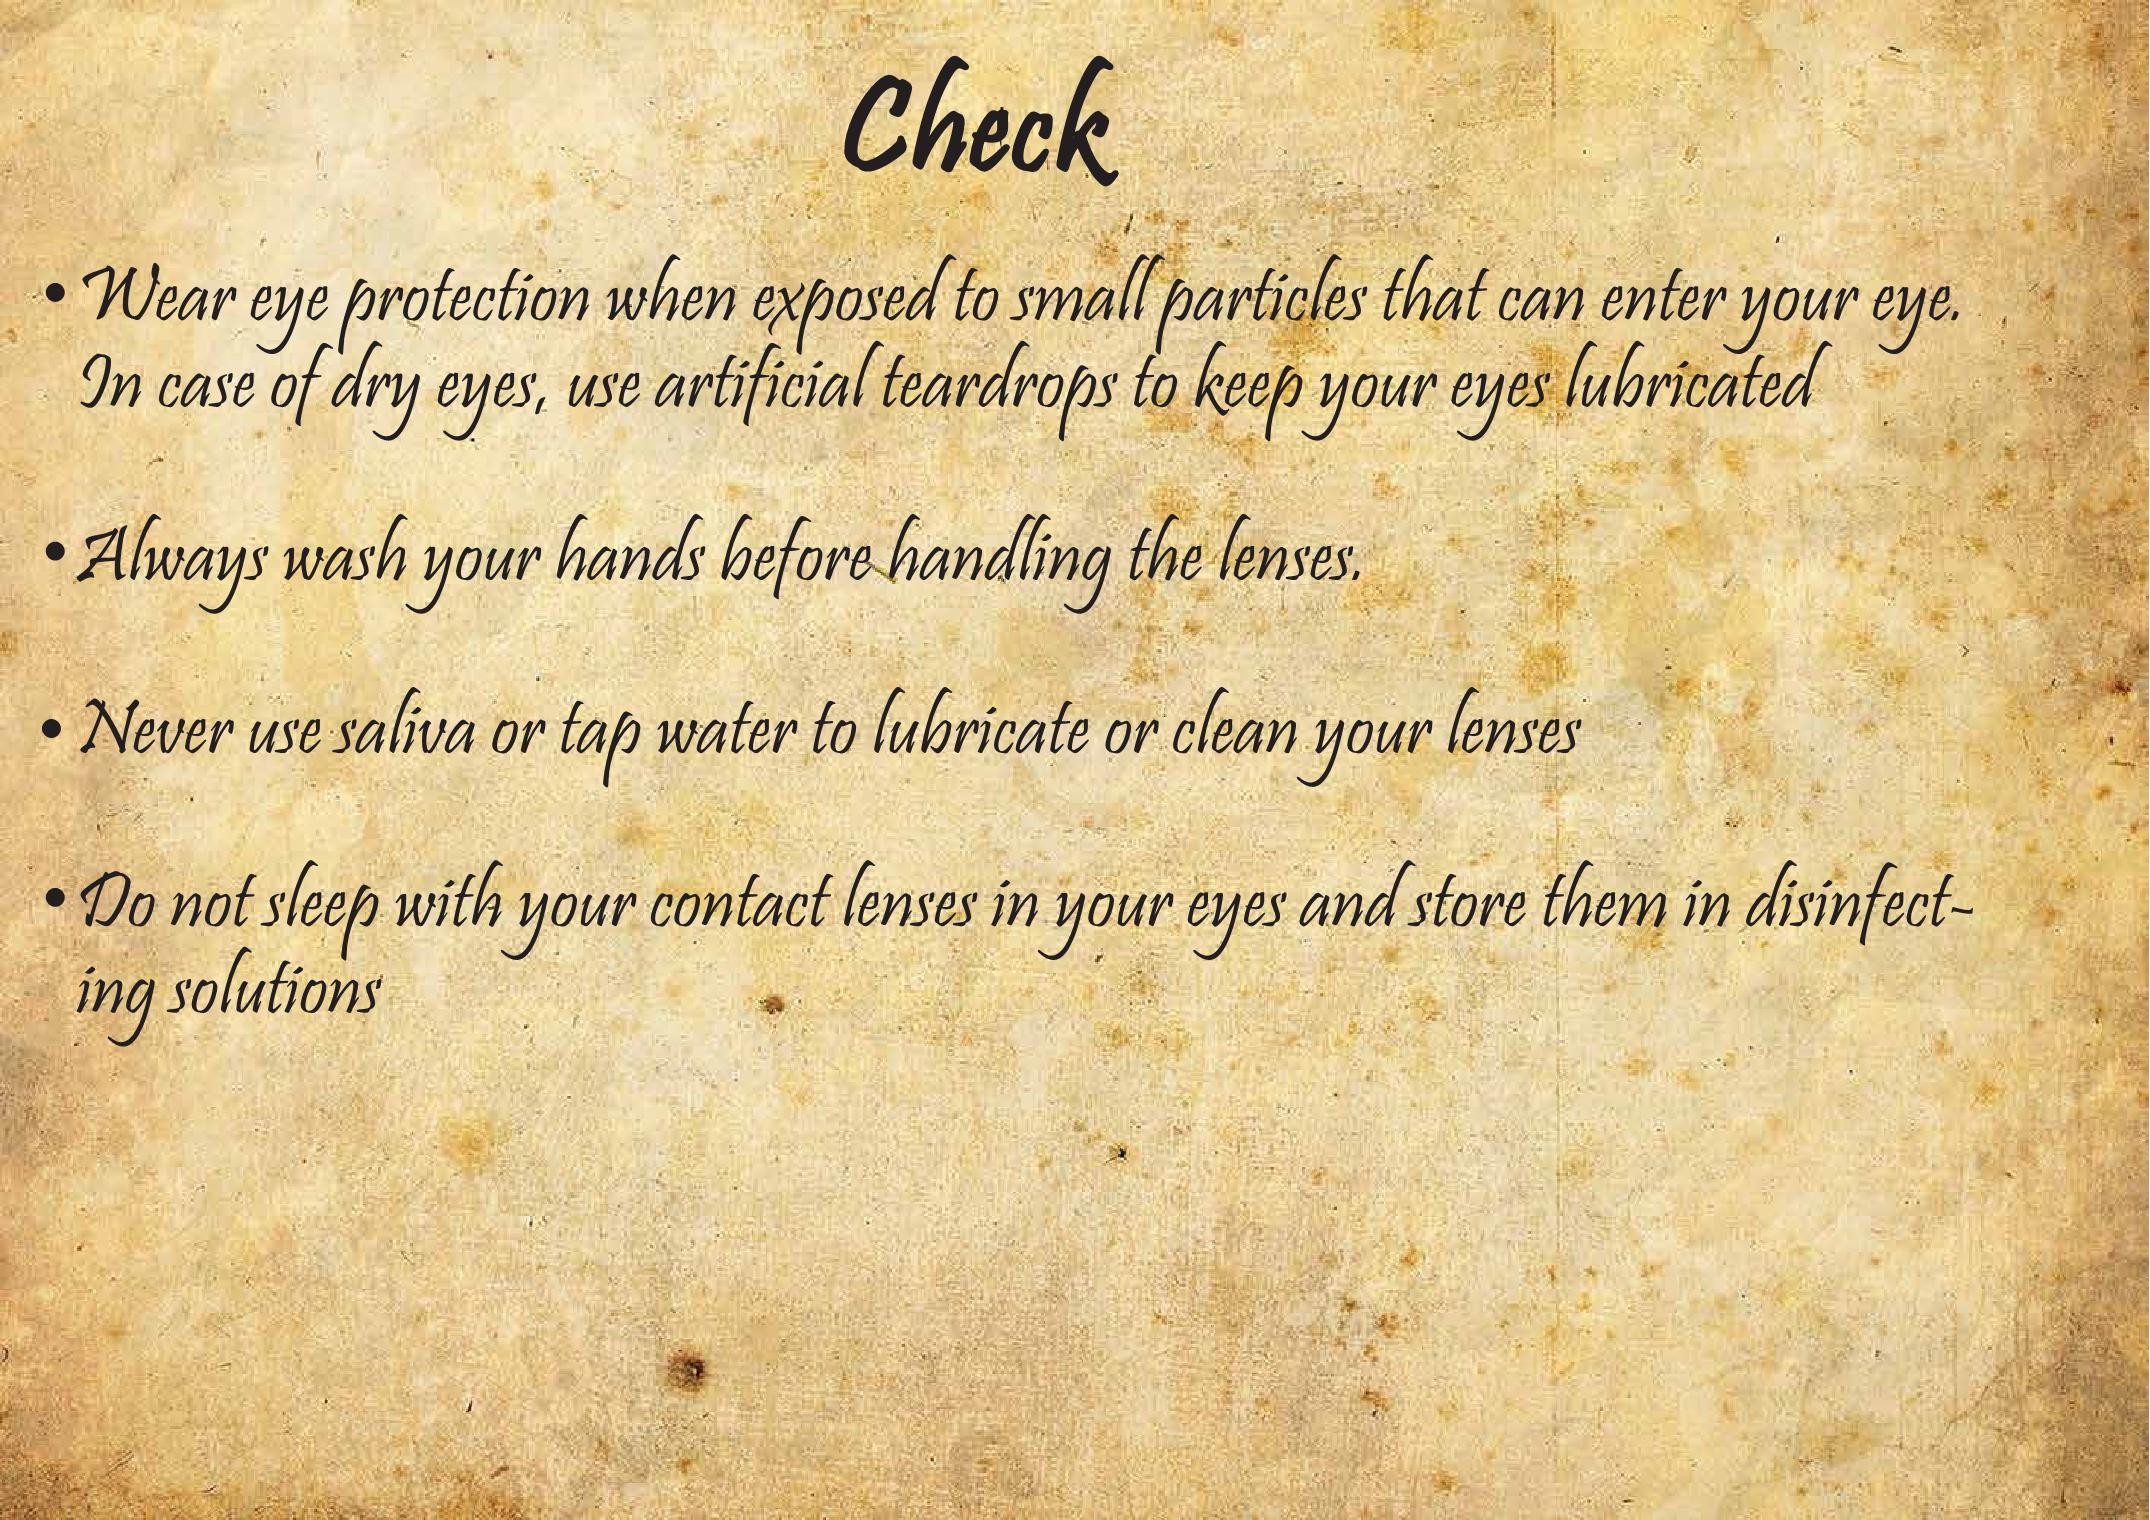 Check
• Wear eye protection when exposed to small particles that can enter your eye.
In case of dry eyes, use artificial teardrops to keep your eyes lubricated
• Always wash your hands before handling the lenses.
• Never use saliva or tap water to lubricate or clean your lenses
• Do not sleep with your contact lenses in your eyes and store them in disinfect-
ing solutions